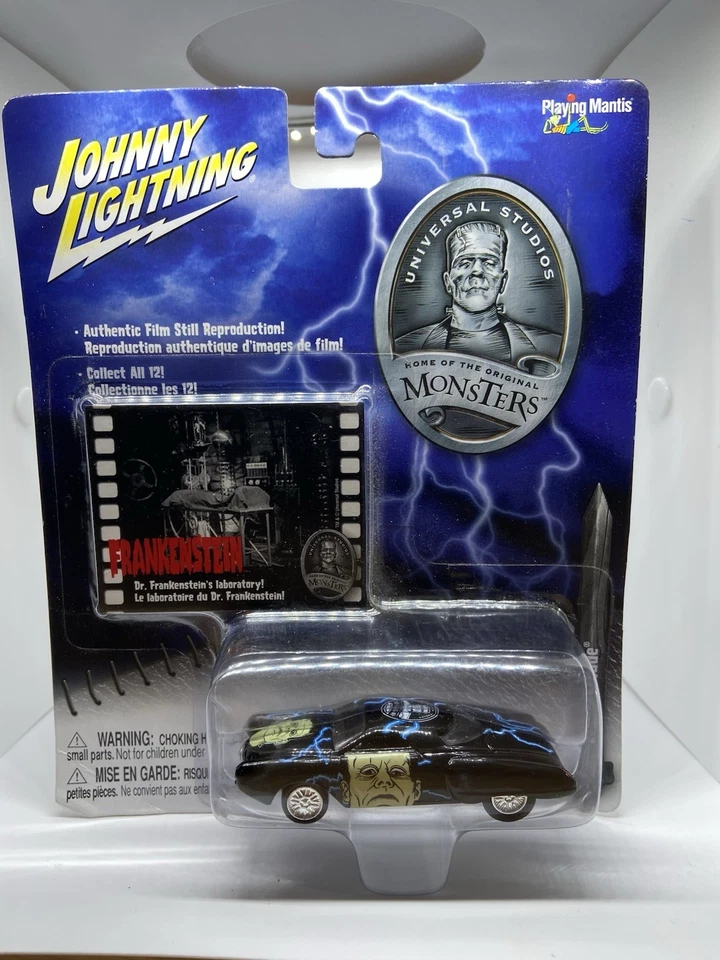 Playing Mantis®
JOHNNY
LIGHTNING®
UNIVERSAL STUDIOS
HOME OF THE ORIGINAL
MONSTERS™
· Authentic Film Still Reproduction!
Reproduction authentique d'images de film!
· Collect All 12!
Collectionne les 12!
FRANKENSTEIN
Dr. Frankenstein's laboratory!
Le laboratoire du Dr. Frankenstein!
MONSTERS
WARNING: CHOKING H
small parts. Not for children under
MISE EN GARDE: RISQU
petites pièces. Ne convient pas aux enfa